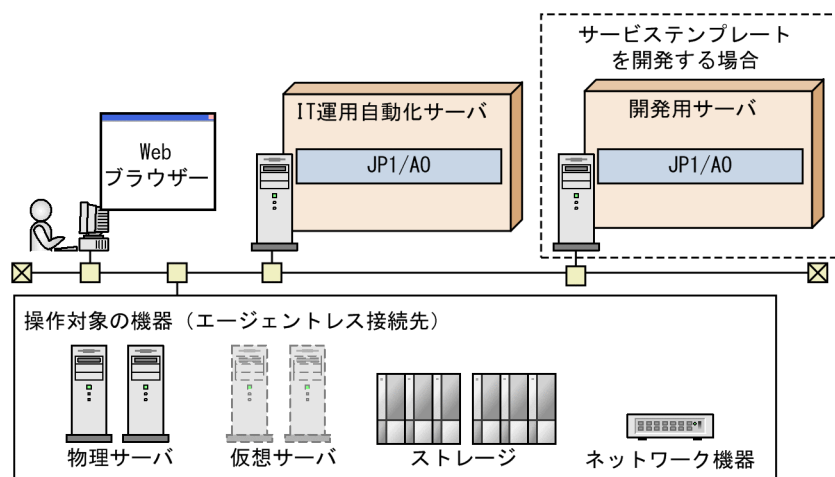 サービステンプレート
を開発する場合
IT運用自動化サーバ
開発用サーバ
Web
ブラウザー
JP1/AO
JP1/AO
操作対象の機器（エージェントレス接続先）
物理サーバ
仮想サーバ
ストレージ
ネットワーク機器